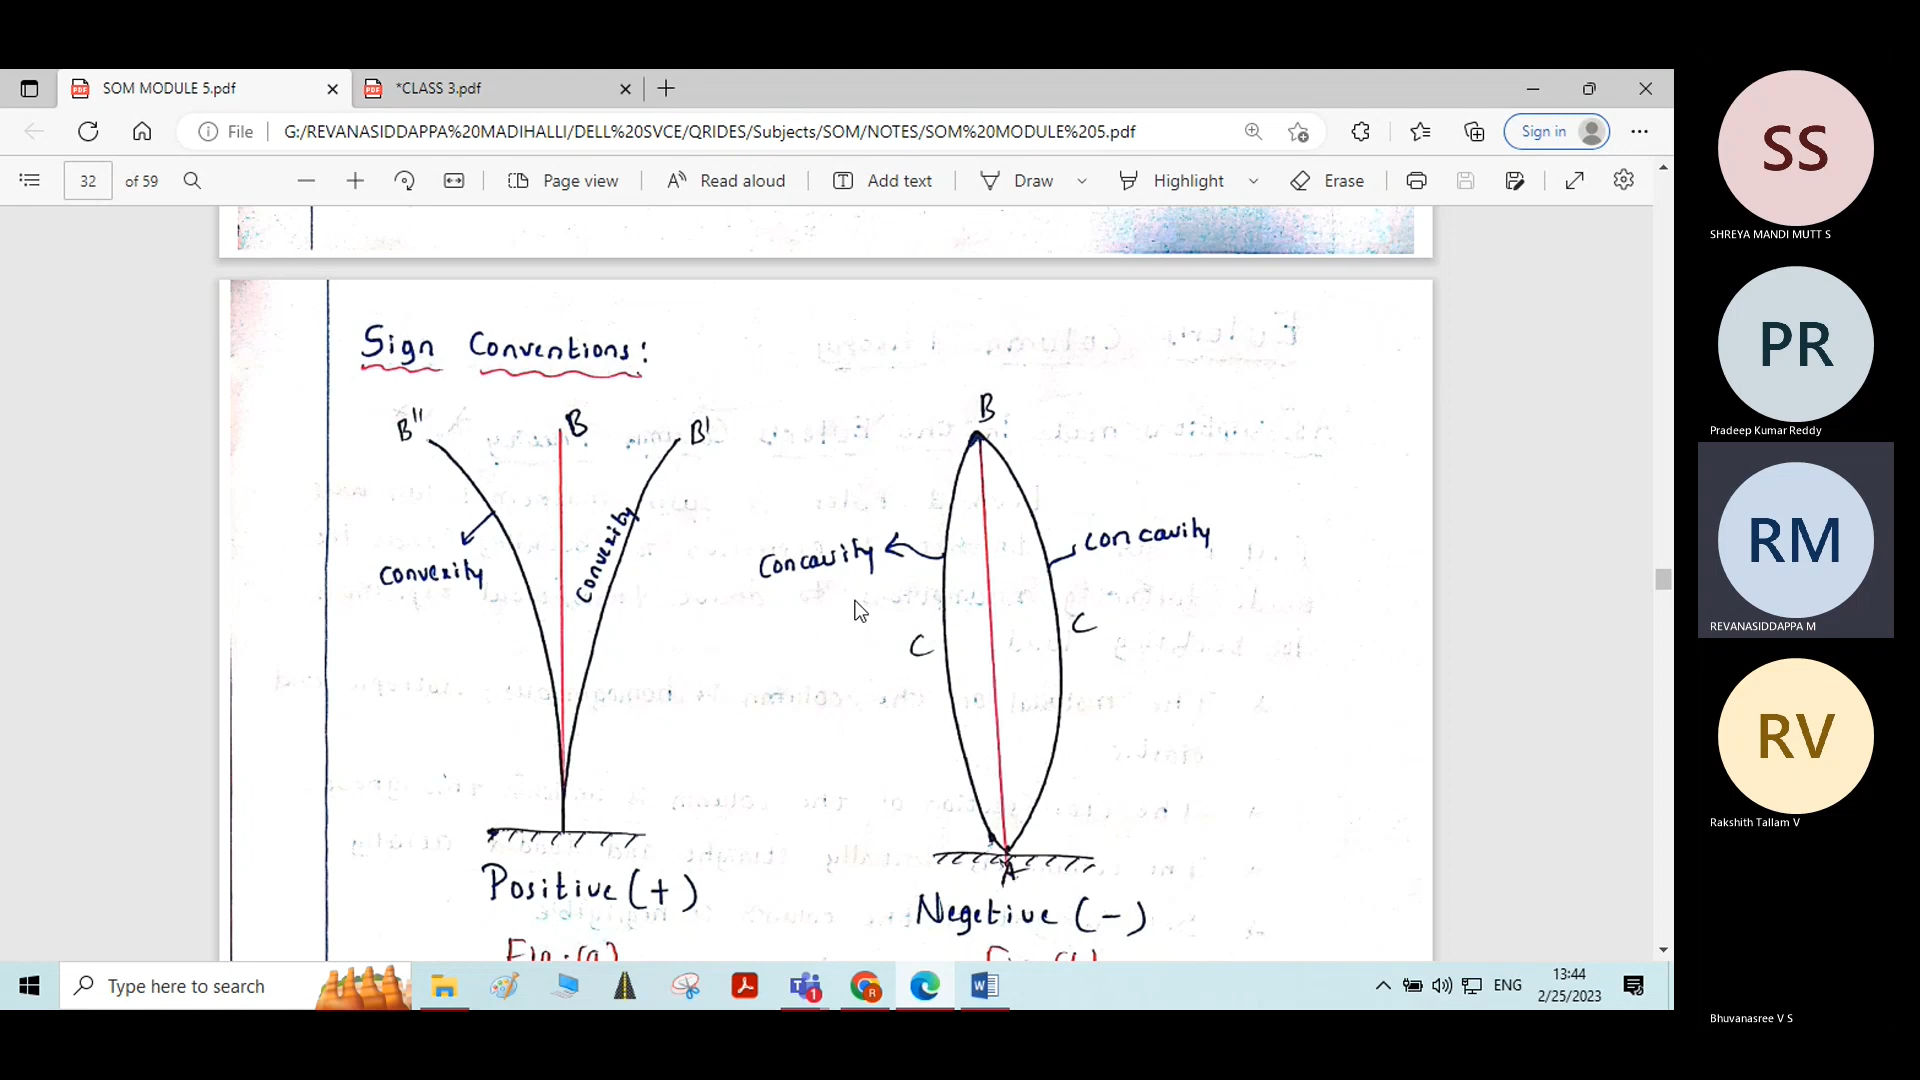 SOM MODULE 5.pdf
*CLASS 3.pdf
File
G:/REVANASIDDAPPA%20MADIHALLI/DELL%20SVCE/QRIDES/Subjects/SOM/NOTES/SOM%20MODULE%205.pdf
Sign in
32 of 59
Page view
Read aloud
Add text
Draw
Highlight
Erase
Sign Conventions:
B"
B
B'
Convexity
Convexity
Positive (+)
Fig:(a)
B
Concavity
Concavity
C
C
A
Negetive (-)
Type here to search
1
R
ENG
13:44
2/25/2023
SS
SHREYA MANDI MUTT S
PR
Pradeep Kumar Reddy
RM
REVANASIDDAPPA M
RV
Rakshith Tallam V
Bhuvanasree V S